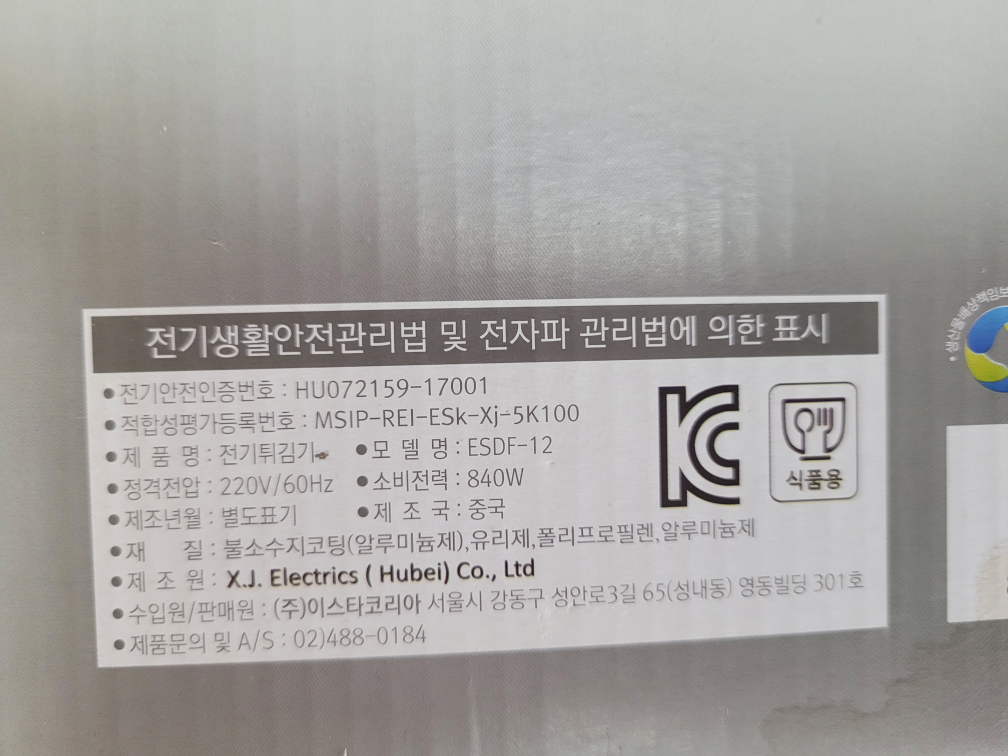 전기생활안전관리법 및 전자파 관리법에 의한 표시
• 전기안전인증번호 : HU072159-17001
• 적합성평가등록번호 : MSIP-REI-ESk-Xj-5K100
• 제 품 명 : 전기튀김기 • 모 델 명 : ESDF-12
• 정격전압 : 220V/60Hz • 소비전력 : 840W
• 제조년월 : 별도표기 • 제 조 국 : 중국
• 재 질 : 불소수지코팅(알루미늄제),유리제,폴리프로필렌,알루미늄제
• 제 조 원 : X.J. Electrics ( Hubei) Co., Ltd
• 수입원/판매원 : (주)이스타코리아 서울시 강동구 성안로3길 65(성내동) 영동빌딩 301호
• 제품문의 및 A/S : 02)488-0184
식품용
• 생산물배상책임보